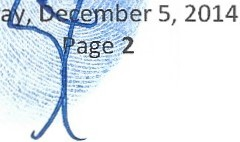 ay, December 5, 2014
Page 2